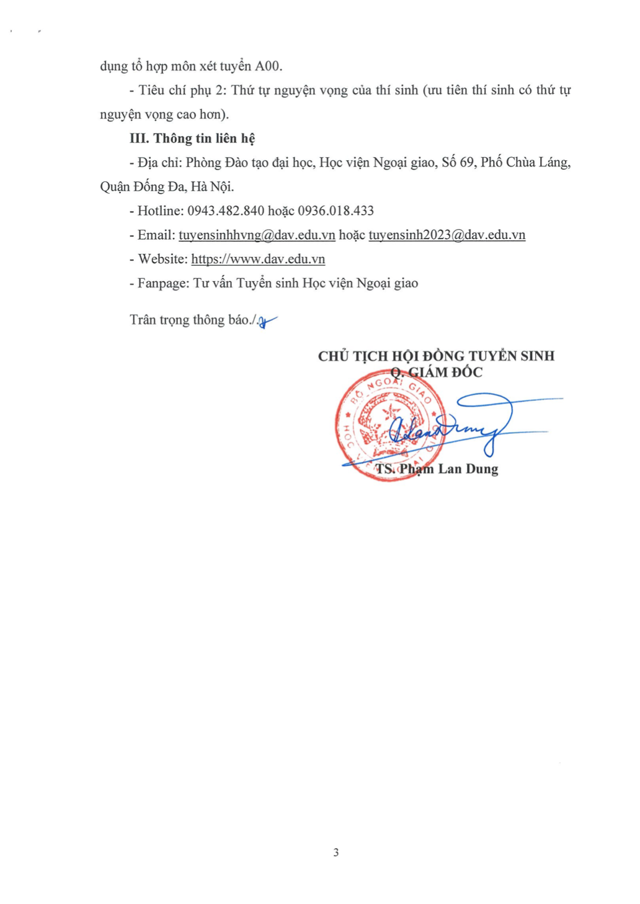 dụng tổ hợp môn xét tuyển A00.
- Tiêu chí phụ 2: Thứ tự nguyện vọng của thí sinh (ưu tiên thí sinh có thứ tự
nguyện vọng cao hơn).
III. Thông tin liên hệ
- Địa chỉ: Phòng Đào tạo đại học, Học viện Ngoại giao, Số 69, Phố Chùa Láng,
Quận Đống Đa, Hà Nội.
- Hotline: 0943.482.840 hoặc 0936.018.433
- Email: tuyensinhhvng@dav.edu.vn hoặc tuyensinh2023@dav.edu.vn
- Website: https://www.dav.edu.vn
- Fanpage: Tư vấn Tuyển sinh Học viện Ngoại giao
Trân trọng thông báo./.
CHỦ TỊCH HỘI ĐỒNG TUYỂN SINH
Q. GIÁM ĐỐC
BỘ NGOẠI GIAO
TS. Phạm Lan Dung
3